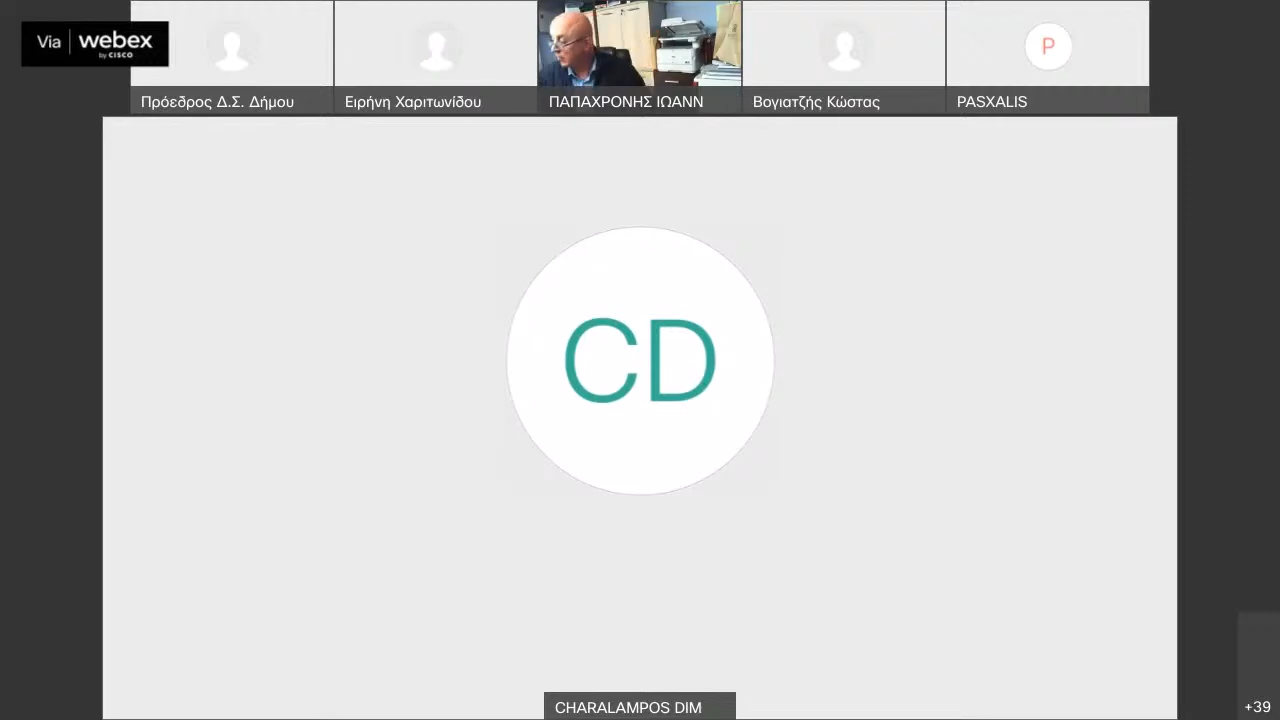 Via webex
by CISCO
Πρόεδρος Δ.Σ. Δήμου
Ειρήνη Χαριτωνίδου
ΠΑΠΑΧΡΟΝΗΣ ΙΩΑΝΝ
Βογιατζής Κώστας
P
PASXALIS
CD
CHARALAMPOS DIM
+39